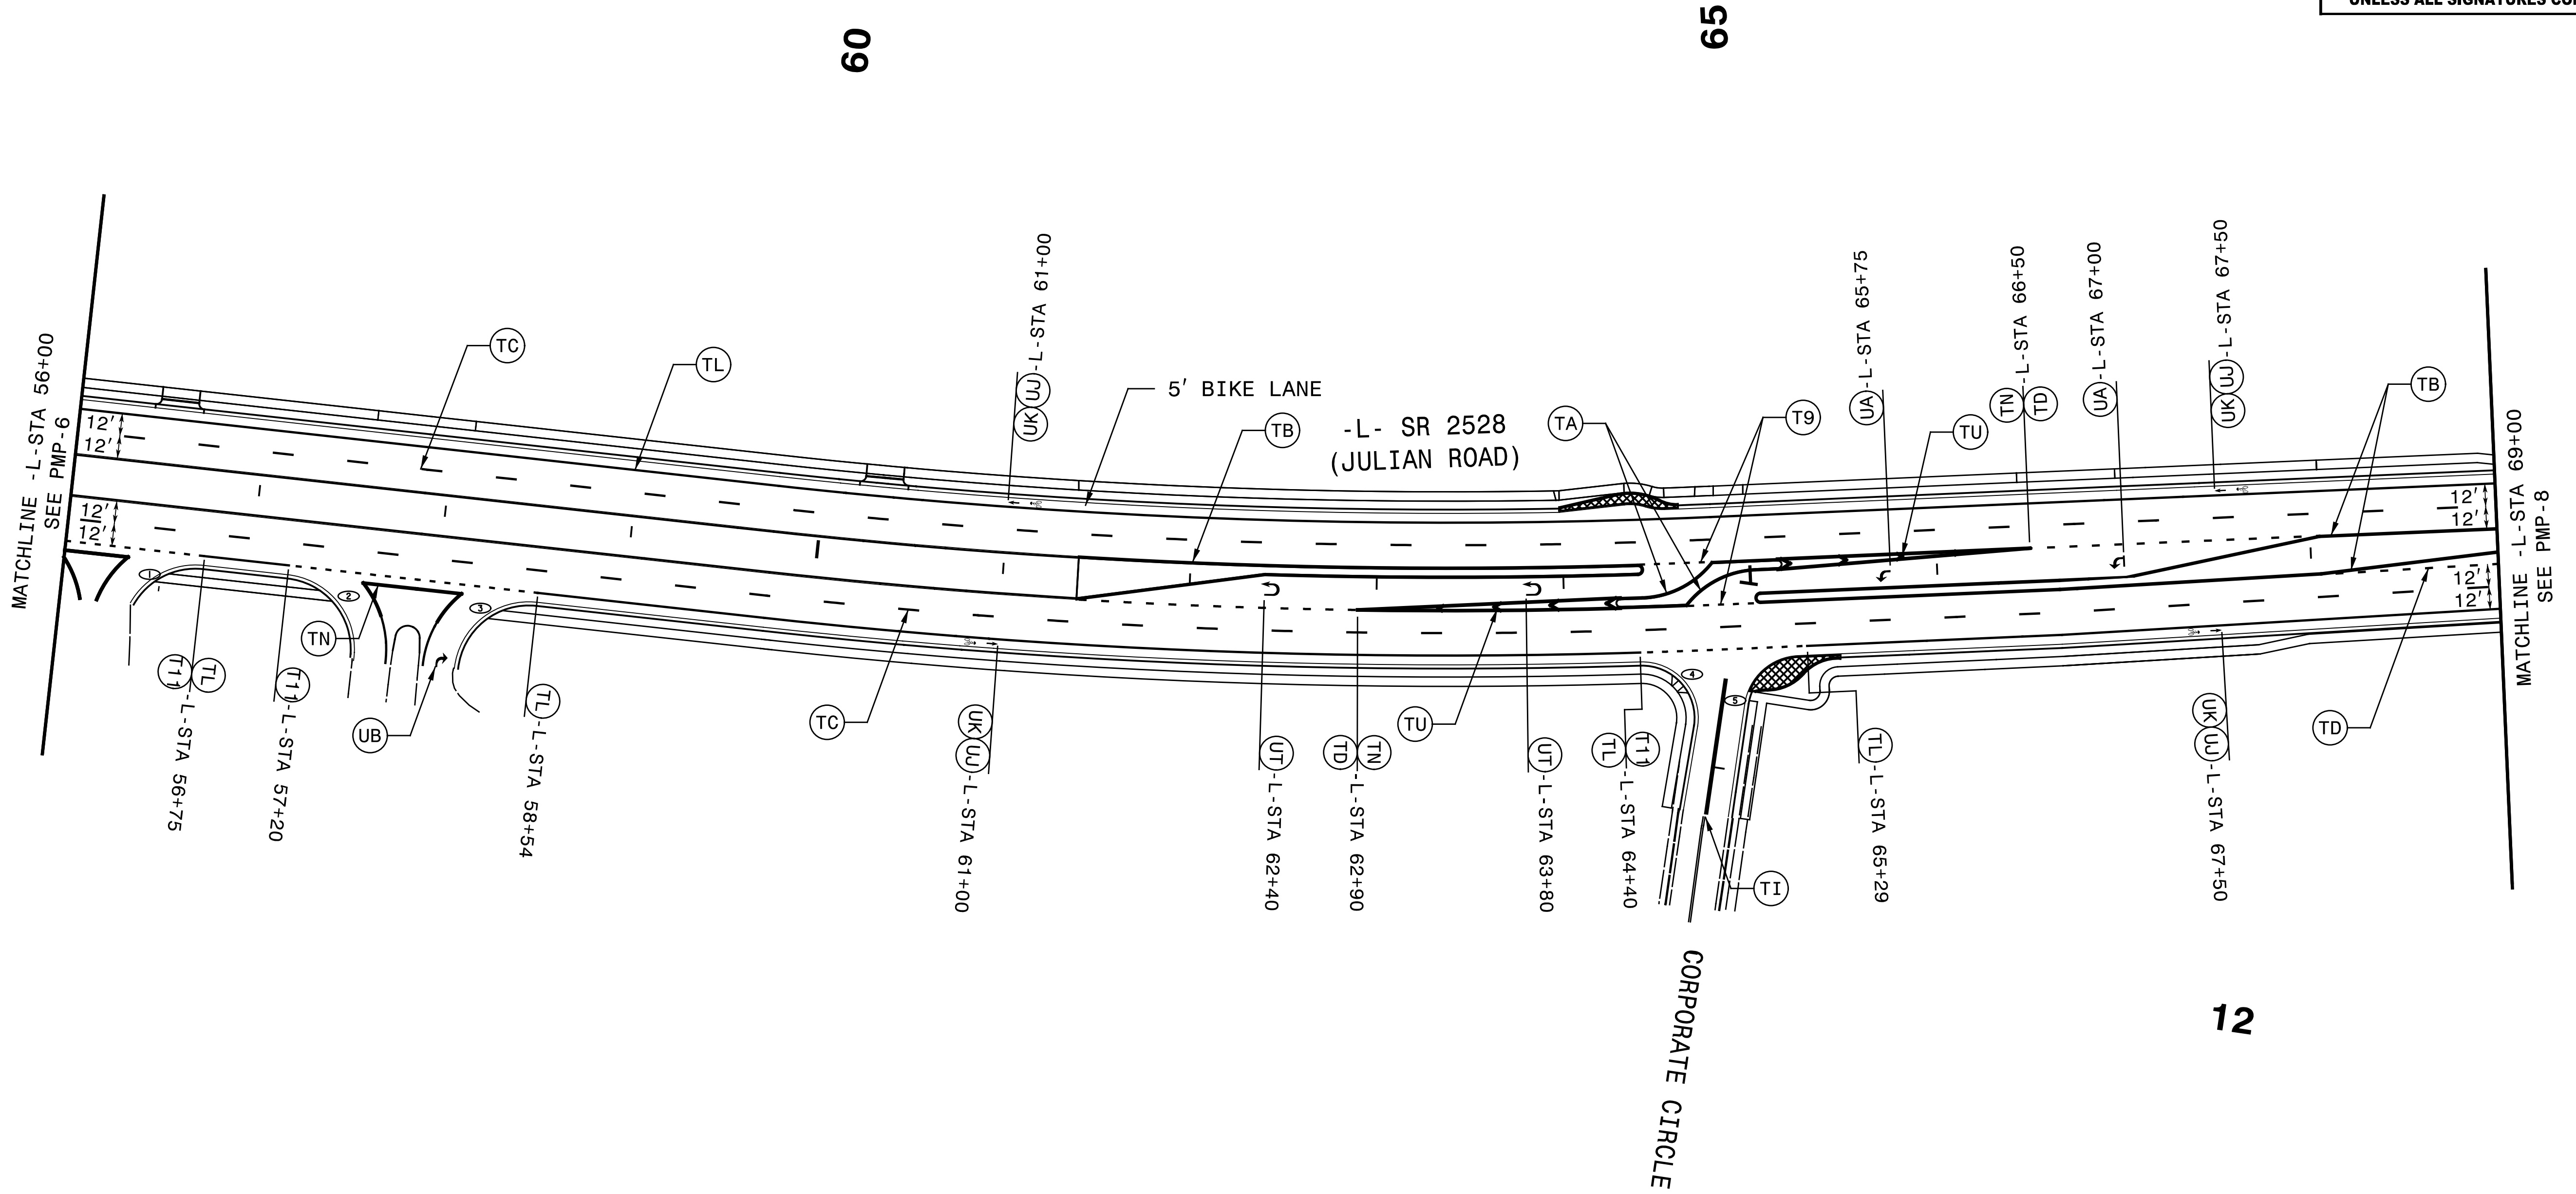 UNLESS ALL SIGNATURES
60
65
MATCHLINE -L-STA 56+00
SEE PMP-6
12'
12'
12'
12'
TC
TL
UK UJ -L-STA 61+00
5' BIKE LANE
TB
-L- SR 2528
(JULIAN ROAD)
TA
T9
UA -L-STA 65+75
TU
TN TD -L-STA 66+50
UA -L-STA 67+00
UK UJ -L-STA 67+50
TB
12'
12'
12'
12'
MATCHLINE -L-STA 69+00
SEE PMP-8
1
2
3
4
5
TN
UB
T11 TL -L-STA 56+75
T11 -L-STA 57+20
TL -L-STA 58+54
TC
UK UJ -L-STA 61+00
UT -L-STA 62+40
TD TN -L-STA 62+90
TU
UT -L-STA 63+80
TL T11 -L-STA 64+40
TI
TL -L-STA 65+29
UK UJ -L-STA 67+50
TD
CORPORATE CIRCLE
12